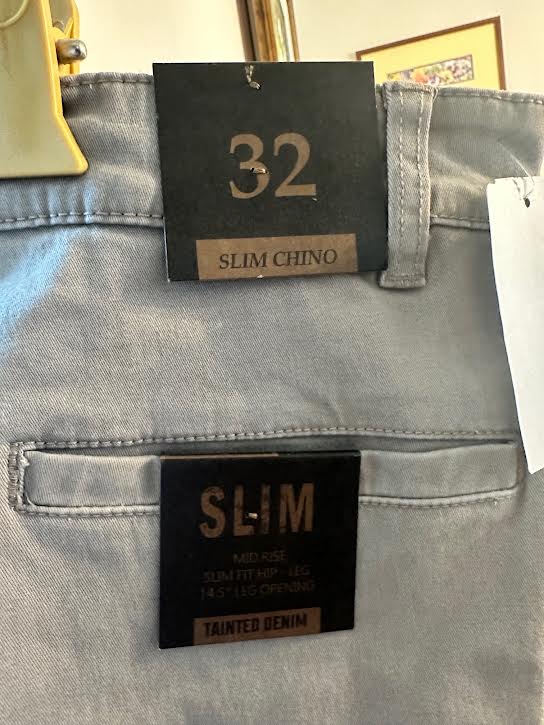 32
SLIM CHINO
SLIM
MID RISE
SLIM FIT HIP - LEG
14.5" LEG OPENING
TAINTED DENIM